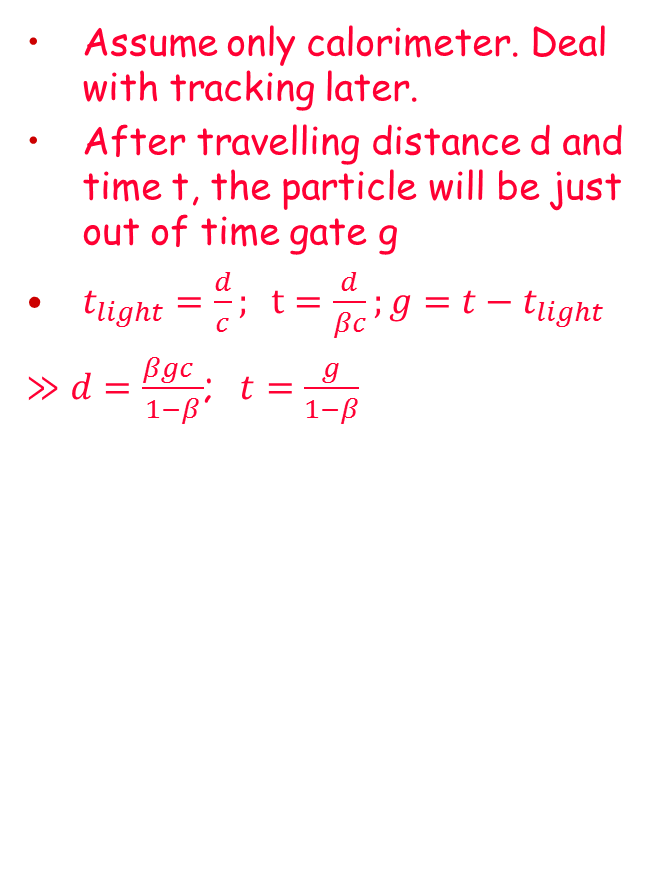 • Assume only calorimeter. Deal
with tracking later.
• After travelling distance d and
time t, the particle will be just
out of time gate g
• t_light = d/c ; t = d/βc ; g = t − t_light
≫ d = βgc/(1−β); t = g/(1−β)